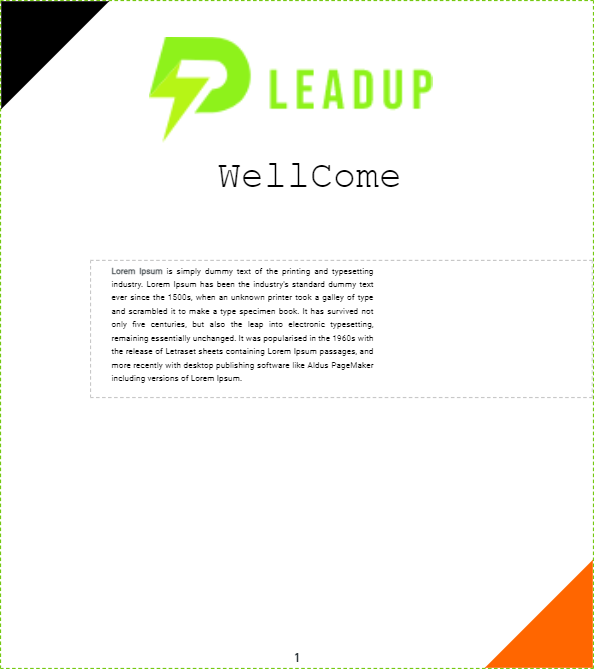 LEADUP
WellCome
Lorem Ipsum is simply dummy text of the printing and typesetting
industry. Lorem Ipsum has been the industry's standard dummy text
ever since the 1500s, when an unknown printer took a galley of type
and scrambled it to make a type specimen book. It has survived not
only five centuries, but also the leap into electronic typesetting,
remaining essentially unchanged. It was popularised in the 1960s with
the release of Letraset sheets containing Lorem Ipsum passages, and
more recently with desktop publishing software like Aldus PageMaker
including versions of Lorem Ipsum.
1